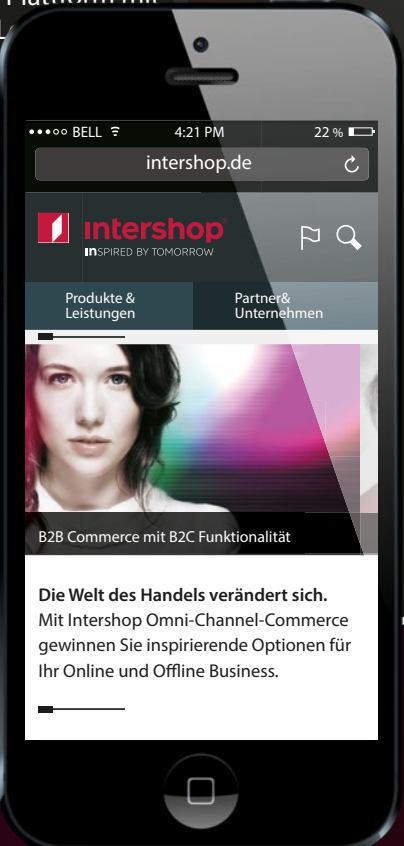 Plattform mit
BELL 4:21 PM 22 %
intershop.de
intershop®
INSPIRED BY TOMORROW
Produkte &
Leistungen
Partner&
Unternehmen
B2B Commerce mit B2C Funktionalität
Die Welt des Handels verändert sich.
Mit Intershop Omni-Channel-Commerce
gewinnen Sie inspirierende Optionen für
Ihr Online und Offline Business.